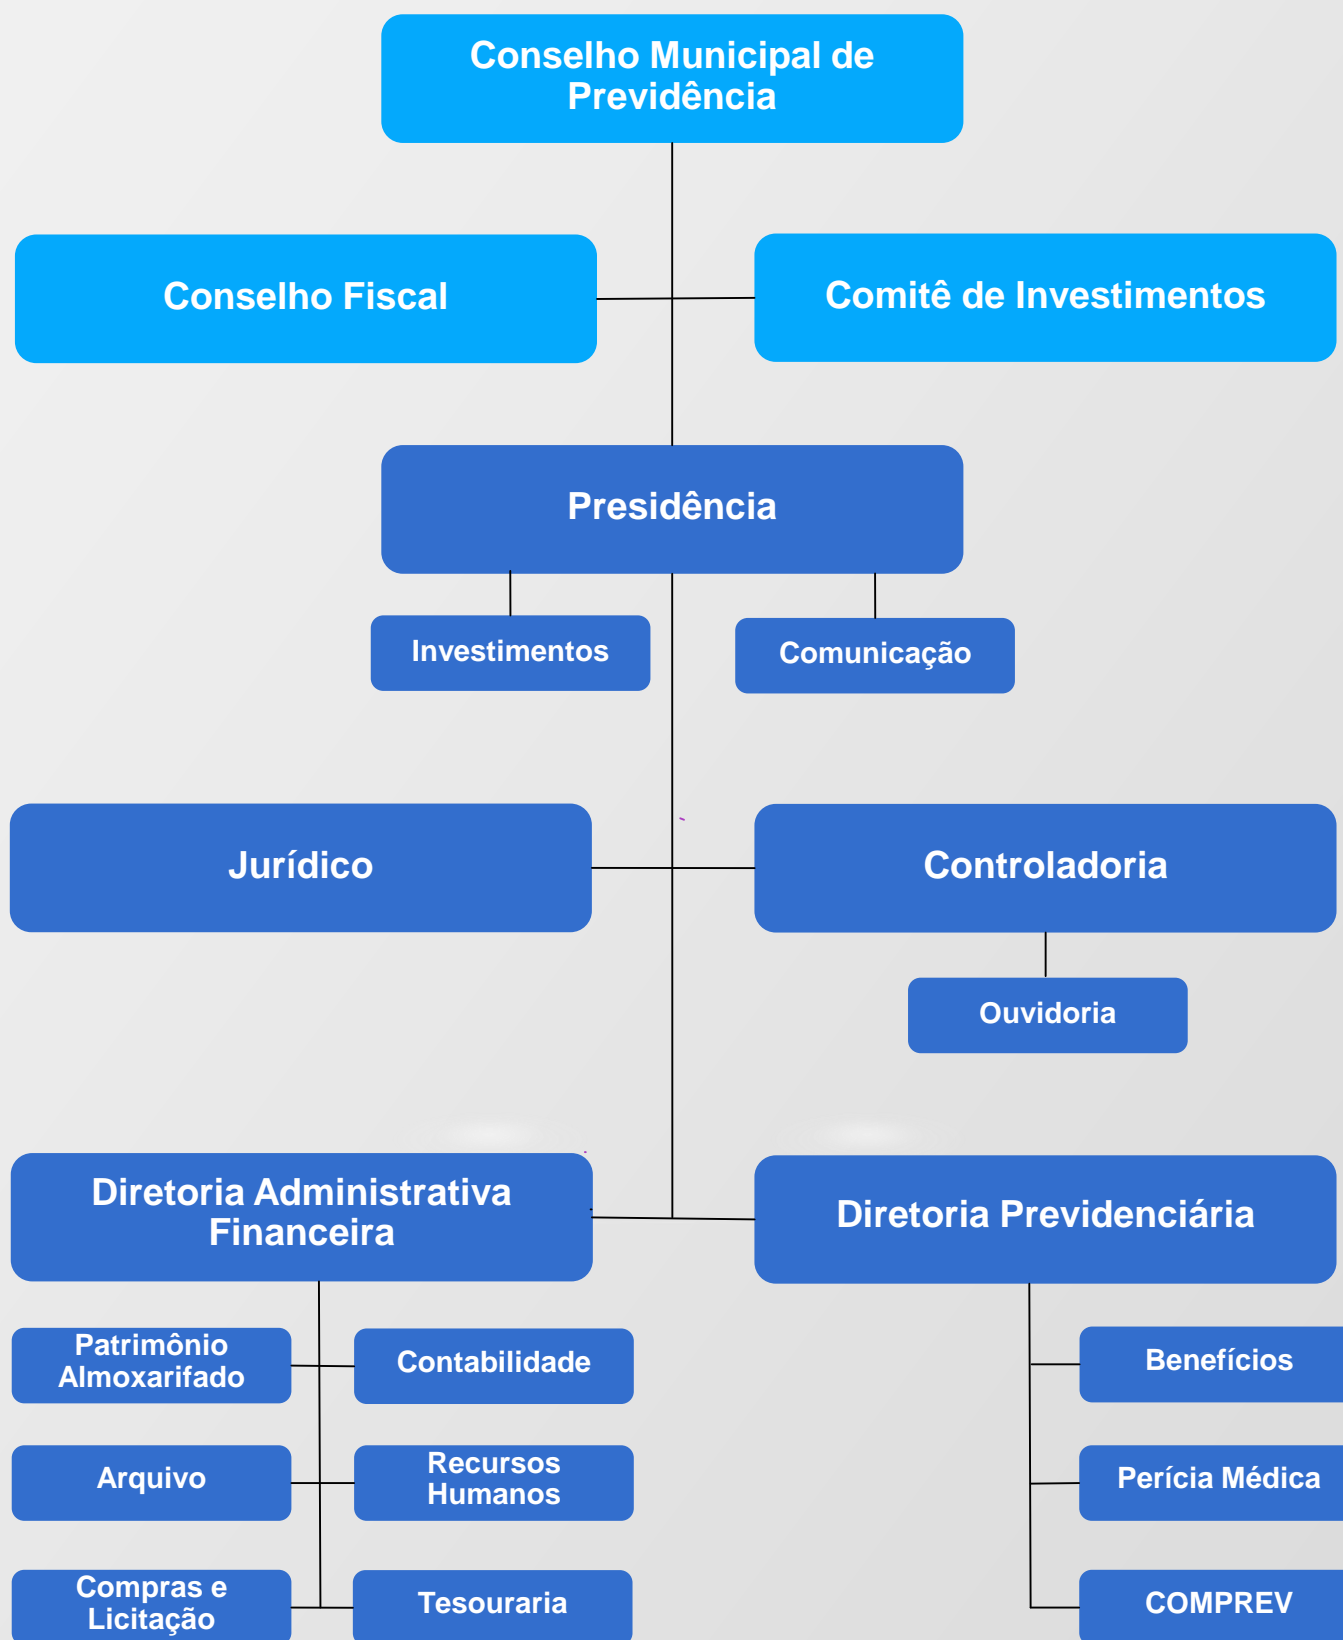 Conselho Municipal de
Previdência
Conselho Fiscal
Comitê de Investimentos
Presidência
Investimentos
Comunicação
Jurídico
Controladoria
Ouvidoria
Diretoria Administrativa
Financeira
Diretoria Previdenciária
Patrimônio
Almoxarifado
Contabilidade
Benefícios
Arquivo
Recursos
Humanos
Perícia Médica
Compras e
Licitação
Tesouraria
COMPREV